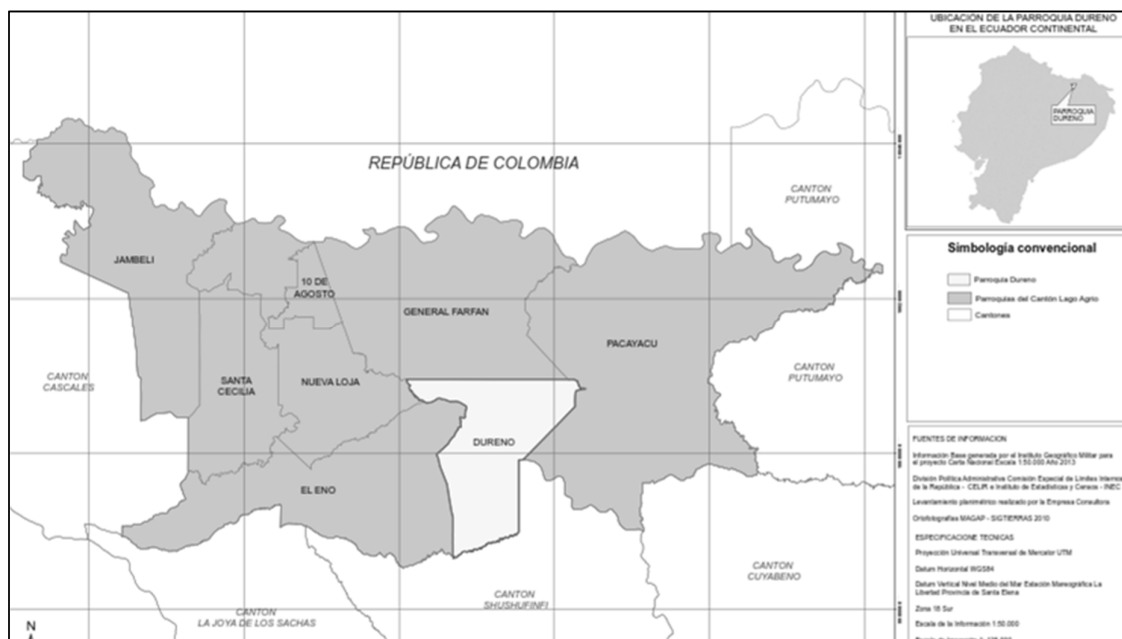 UBICACIÓN DE LA PARROQUIA DURENO
EN EL ECUADOR CONTINENTAL
PARROQUIA
DURENO
REPÚBLICA DE COLOMBIA
CANTON
PUTUMAYO
JAMBELI
10 DE
AGOSTO
GENERAL FARFAN
PACAYACU
CANTON
CASCALES
SANTA
CECILIA
NUEVA LOJA
CANTON
PUTUMAYO
DURENO
EL ENO
CANTON
CUYABENO
CANTON
SHUSHUFINFI
CANTON
LA JOYA DE LOS SACHAS
N
Simbología convencional
Parroquia Dureno
Parroquias del Cantón Lago Agrio
Cantones
FUENTES DE INFORMACION
Información Base generada por el Instituto Geográfico Militar para
el proyecto Carta Nacional Escala 1:50.000 Año 2013
División Política Administrativa Comisión Especial de Límites Internos
de la República - CELIR e Instituto de Estadísticas y Censos - INEC
Levantamiento planimétrico realizado por la Empresa Consultora
Ortofotografías MAGAP - SIGTIERRAS 2010
ESPECIFICACIONE TECNICAS
Proyección Universal Transversal de Mercator UTM
Datum Horizontal WGS84
Datum Vertical Nivel Medio del Mar Estación Mareográfica La
Libertad Provincia de Santa Elena
Zona 18 Sur
Escala de la Información 1:50.000